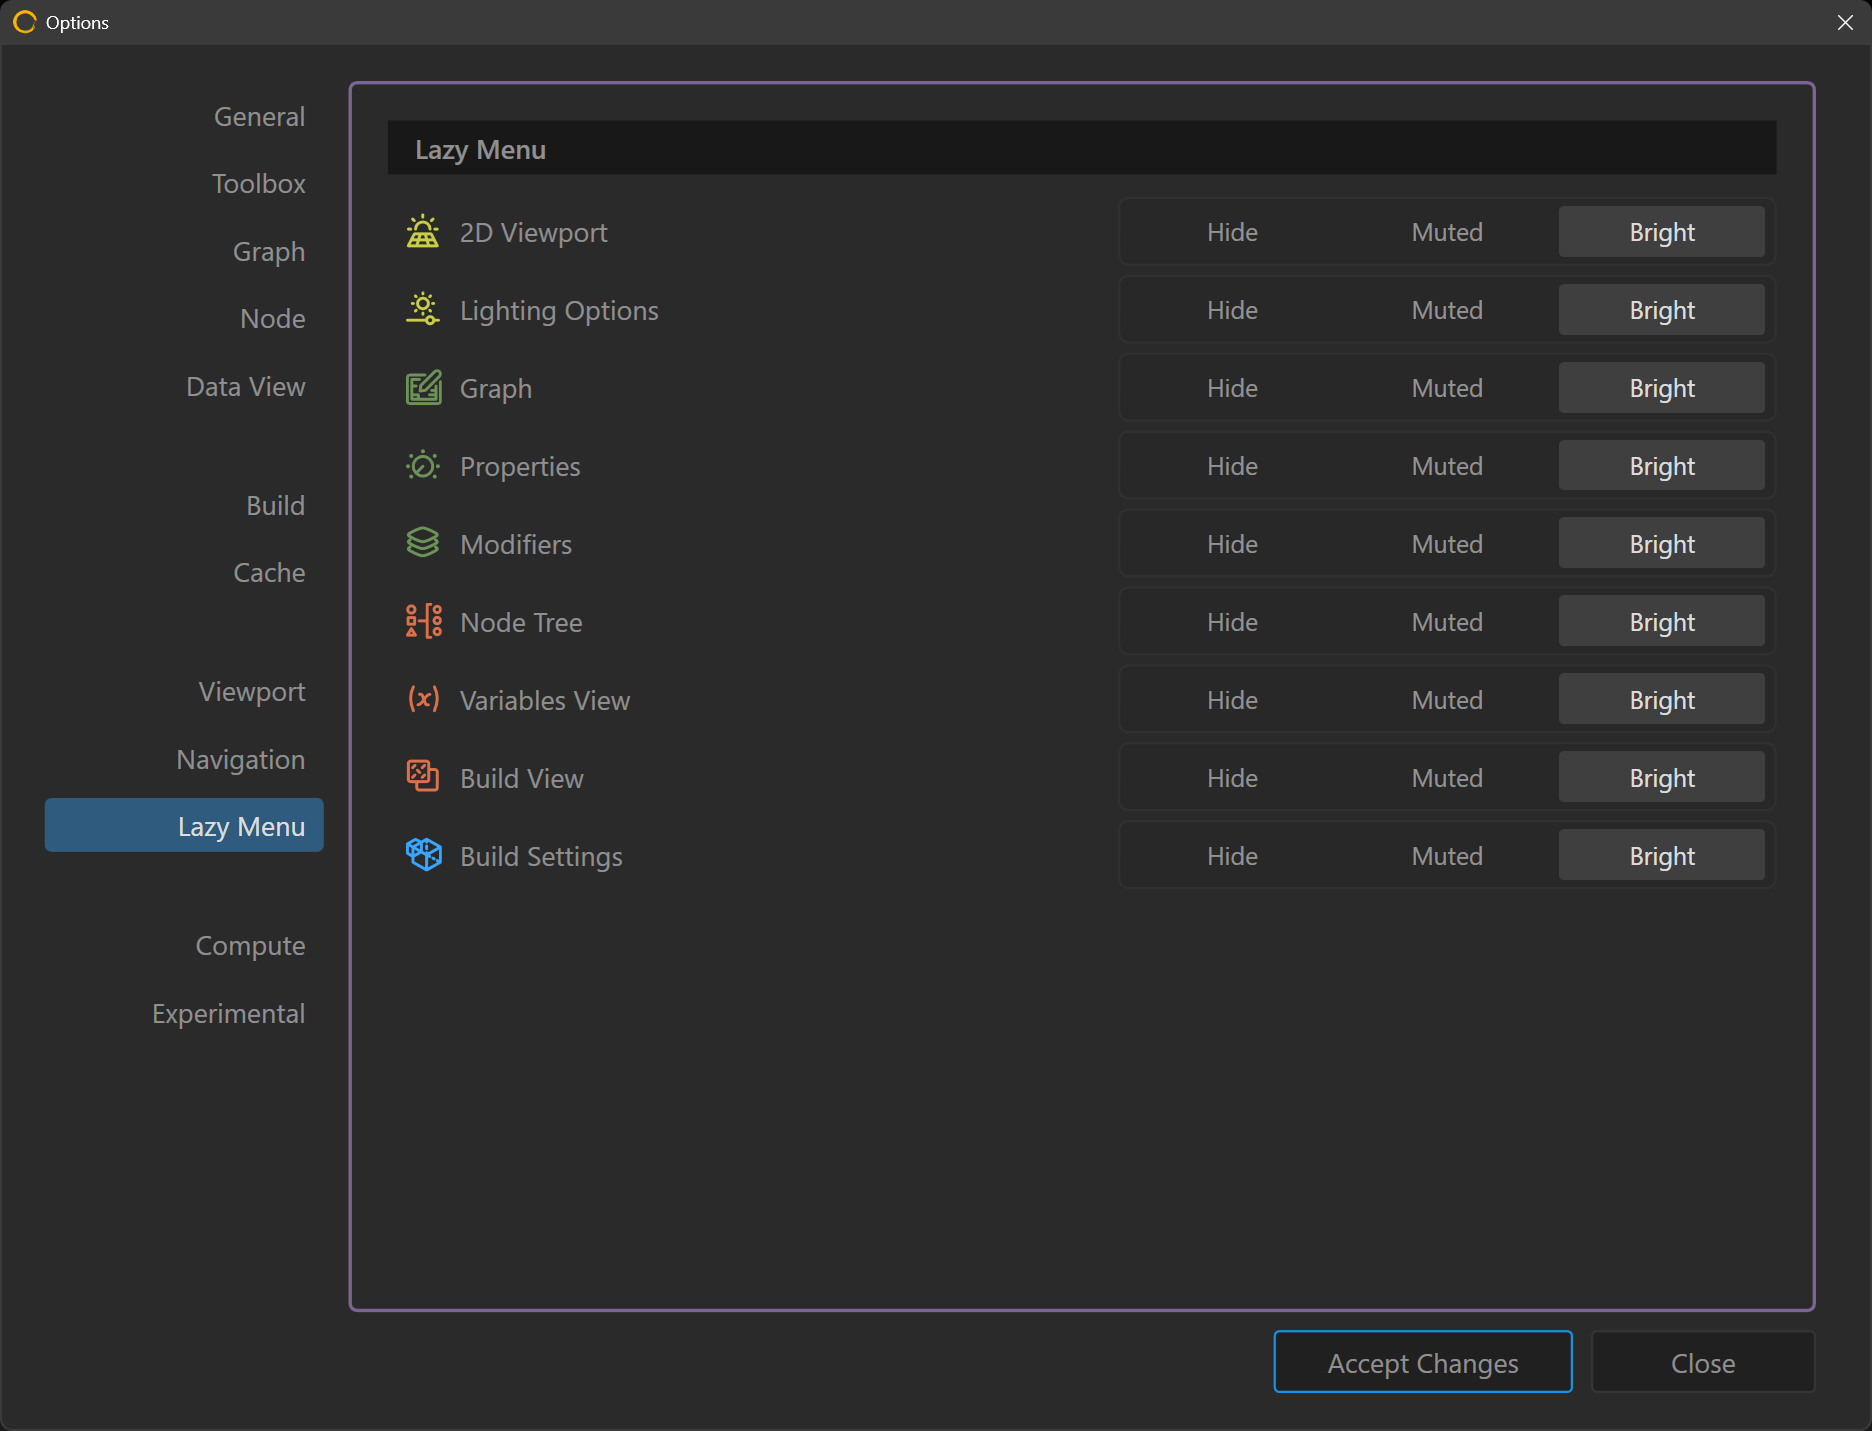 Options
General
Toolbox
Graph
Node
Data View
Build
Cache
Viewport
Navigation
Lazy Menu
Compute
Experimental
Lazy Menu
2D Viewport Hide Muted Bright
Lighting Options Hide Muted Bright
Graph Hide Muted Bright
Properties Hide Muted Bright
Modifiers Hide Muted Bright
Node Tree Hide Muted Bright
(x) Variables View Hide Muted Bright
Build View Hide Muted Bright
Build Settings Hide Muted Bright
Accept Changes Close